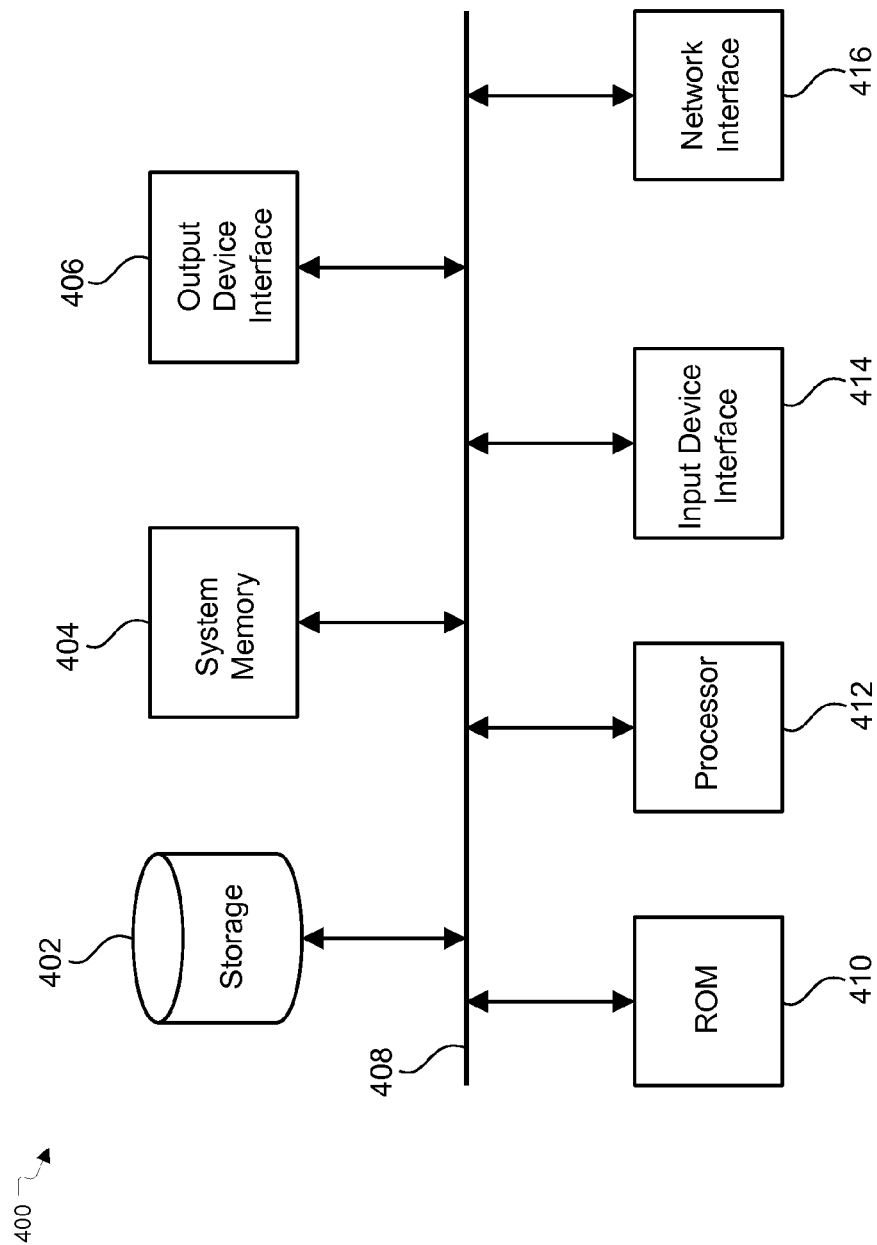 400
402
Storage
404
System
Memory
406
Output
Device
Interface
408
ROM
410
Processor
412
Input Device
Interface
414
Network
Interface
416